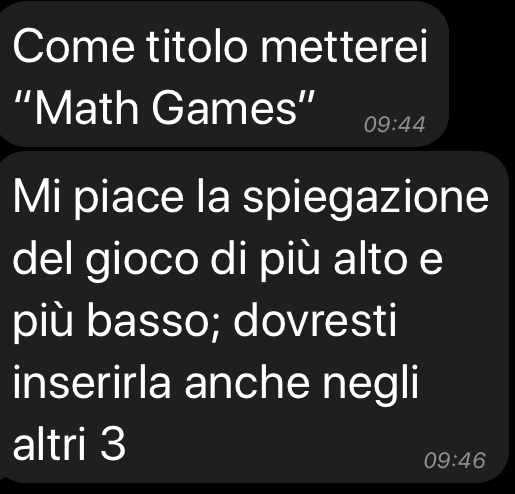 Come titolo metterei
“Math Games”
09:44
Mi piace la spiegazione
del gioco di più alto e
più basso; dovresti
inserirla anche negli
altri 3
09:46